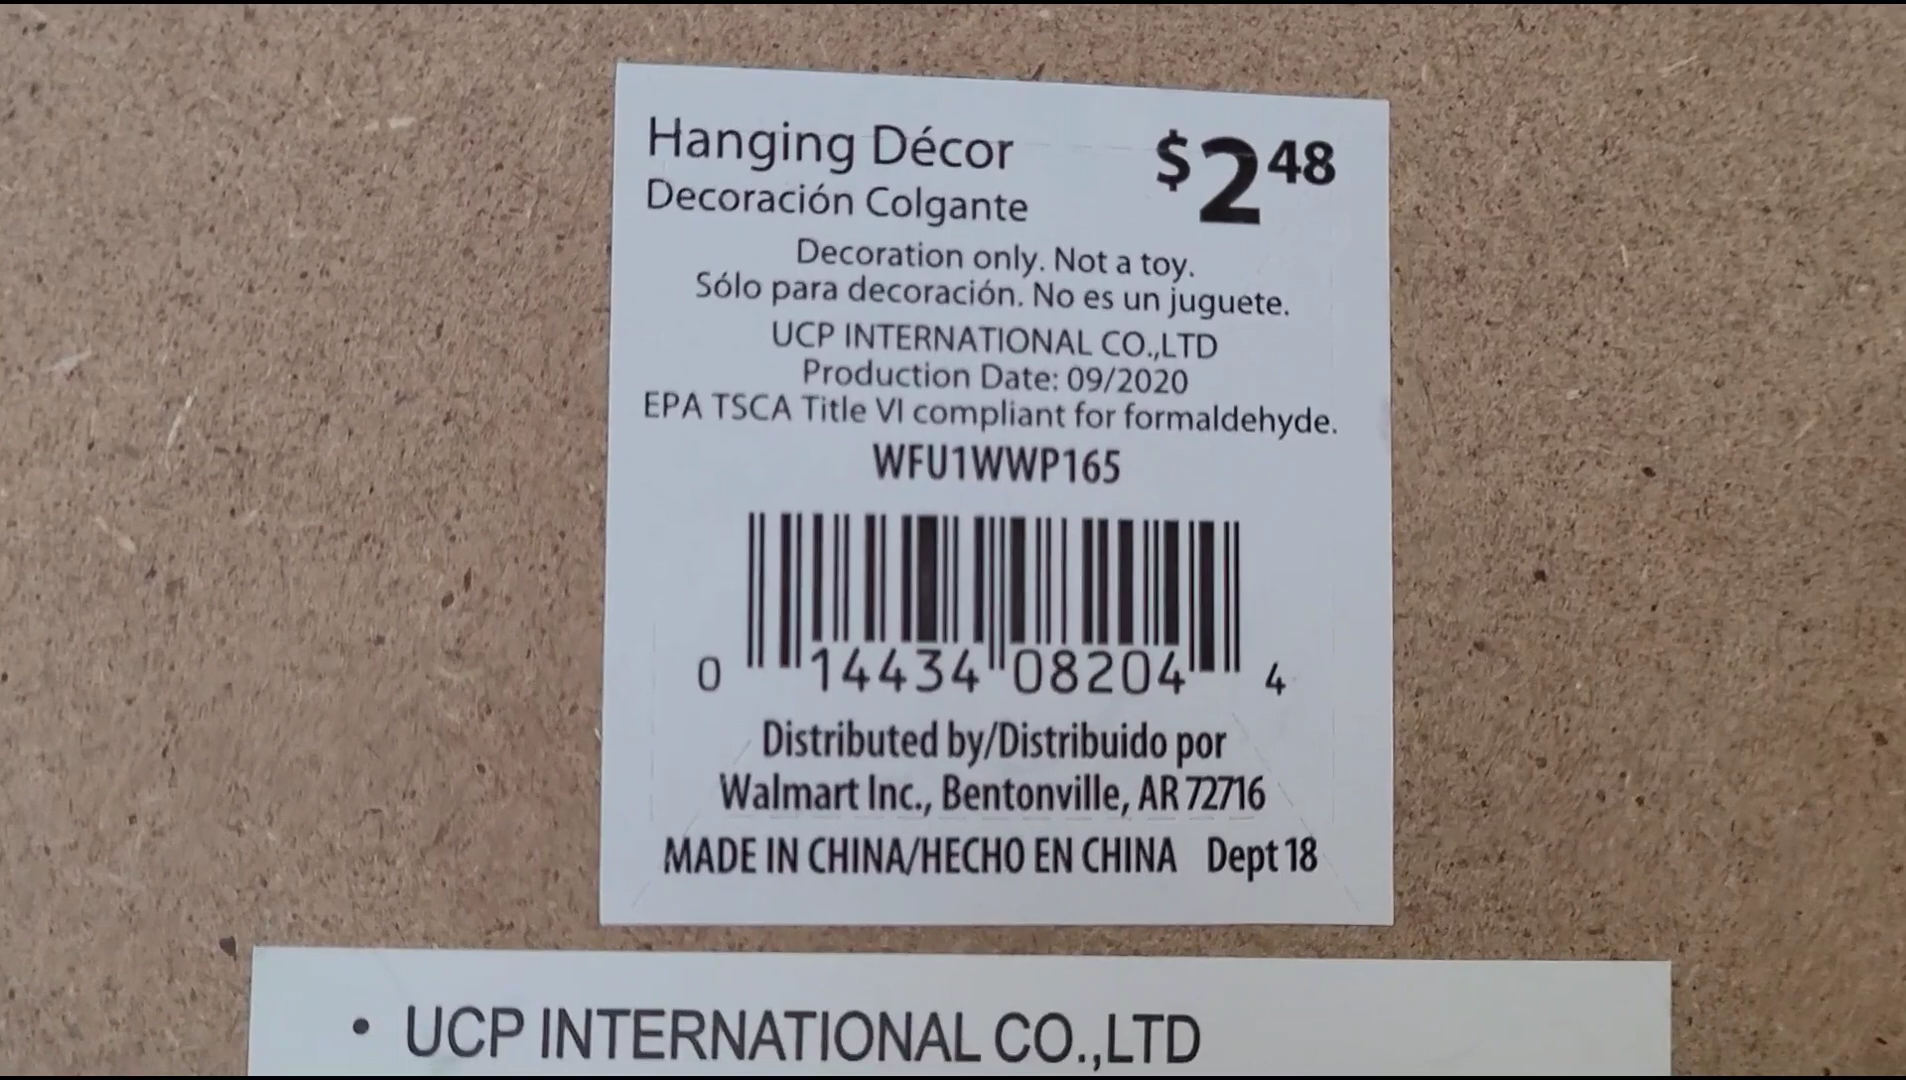 Hanging Décor
$2 48
Decoración Colgante
Decoration only. Not a toy.
Sólo para decoración. No es un juguete.
UCP INTERNATIONAL CO.,LTD
Production Date: 09/2020
EPA TSCA Title VI compliant for formaldehyde.
WFU1WWP165
0 14434 08204 4
Distributed by/Distribuido por
Walmart Inc., Bentonville, AR 72716
MADE IN CHINA/HECHO EN CHINA Dept 18
• UCP INTERNATIONAL CO.,LTD